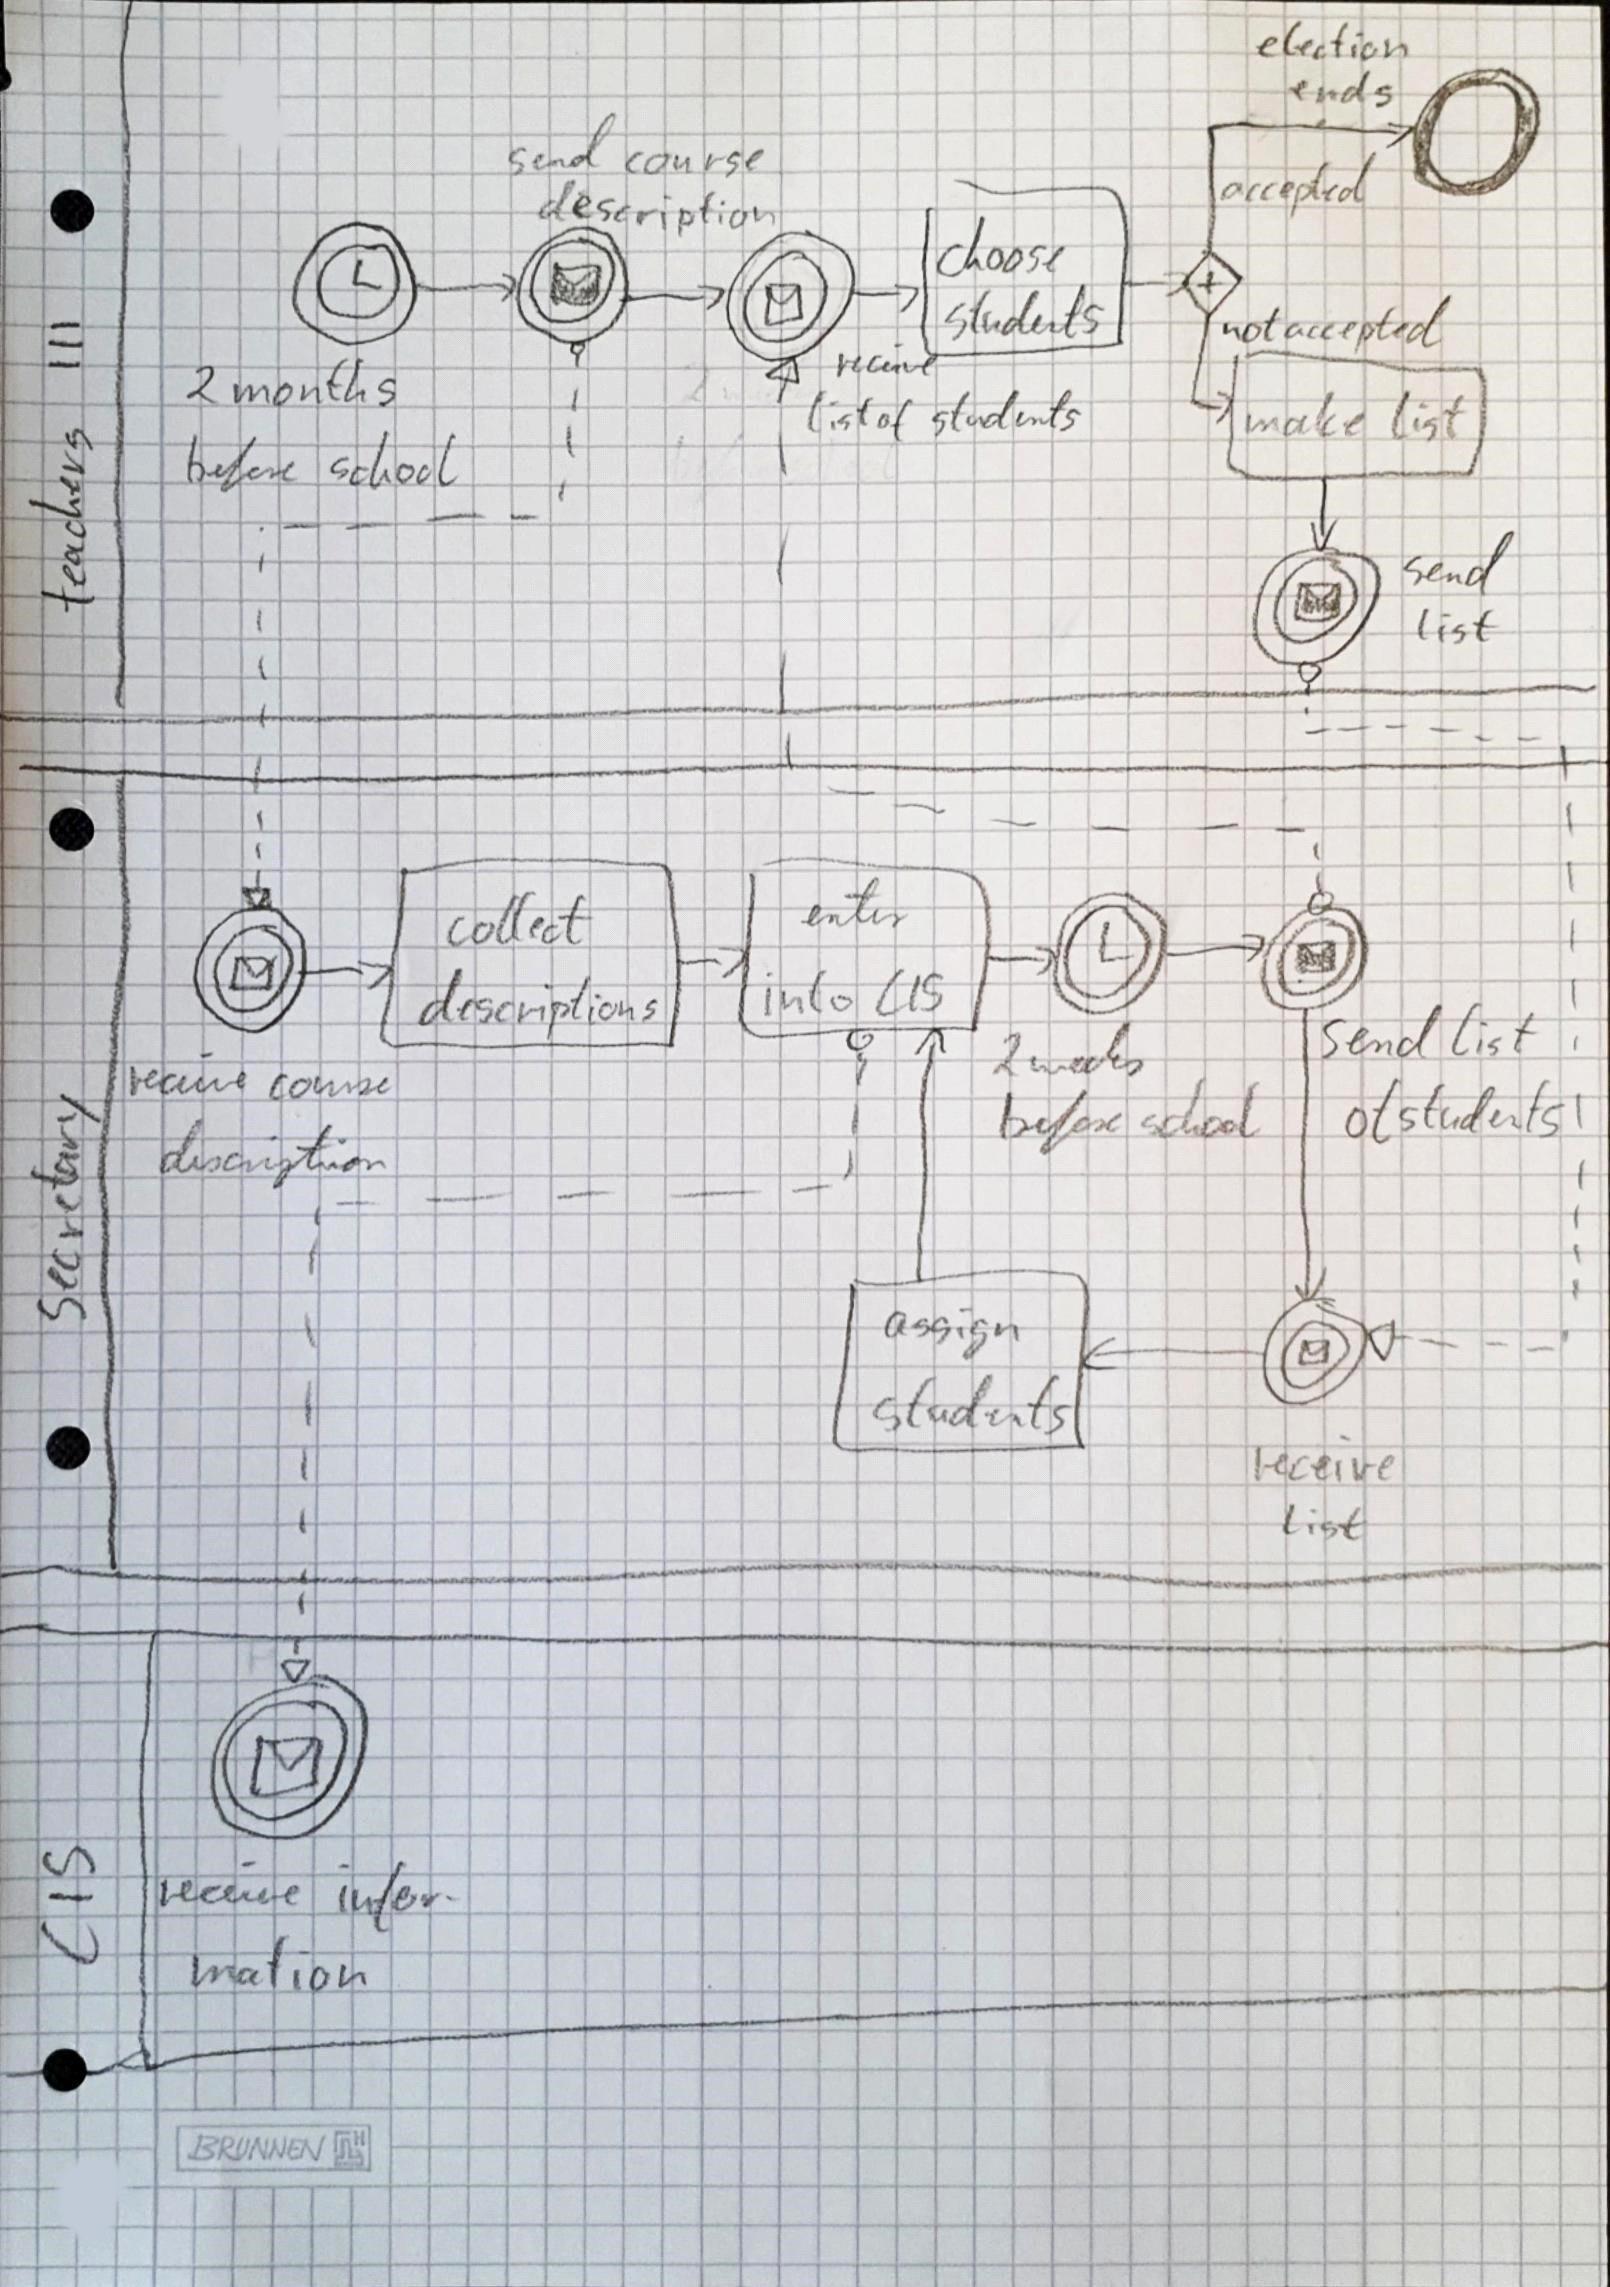 election
ends
send course
description
accepted
choose
students
not accepted
2 months
before school
receive
list of students
make list
send
list
teachers III
collect
descriptions
enter
into CIS
receive course
description
2 weeks
before school
send list
of students
Secretary
assign
students
receive
list
CIS
receive infor-
mation
BRUNNEN